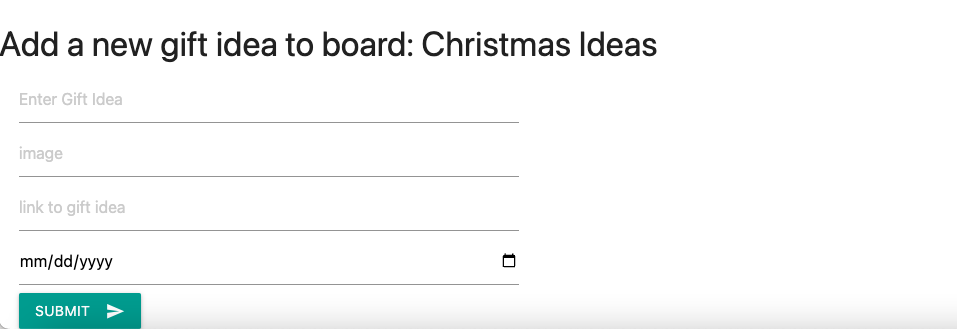 Add a new gift idea to board: Christmas Ideas
Enter Gift Idea
image
link to gift idea
mm/dd/yyyy
SUBMIT